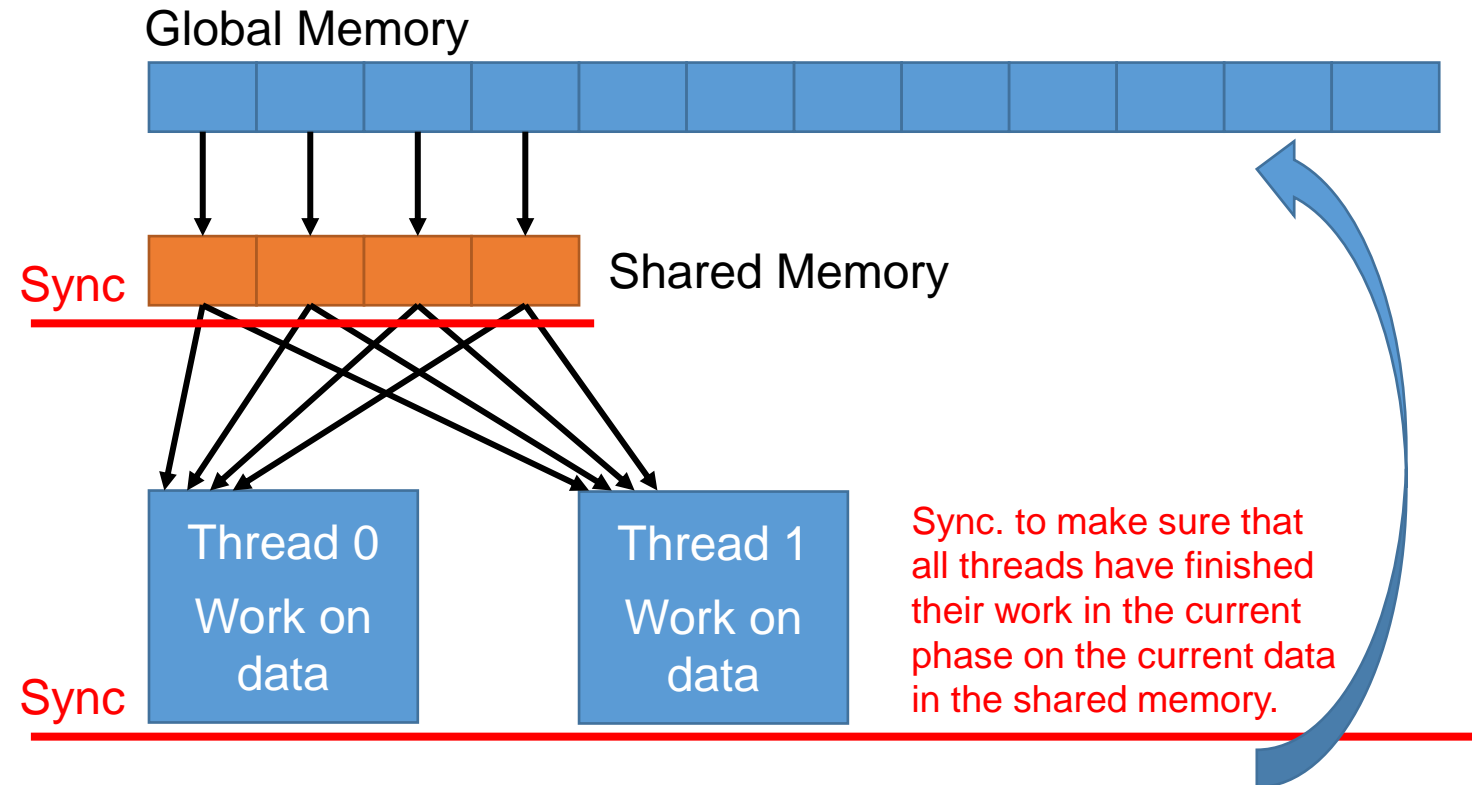 Global Memory
Sync
Shared Memory
Thread 0
Work on
data
Thread 1
Work on
data
Sync. to make sure that
all threads have finished
their work in the current
phase on the current data
in the shared memory.
Sync